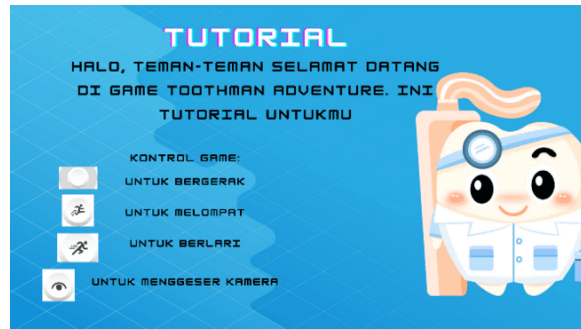 TUTORIAL
HALO, TEMAN-TEMAN SELAMAT DATANG
DI GAME TOOTHMAN ADVENTURE. INI
TUTORIAL UNTUKMU
KONTROL GAME:
UNTUK BERGERAK
UNTUK MELOMPAT
UNTUK BERLARI
UNTUK MENGGESER KAMERA